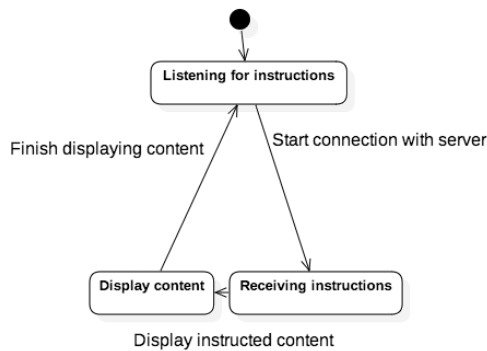 Listening for instructions
Finish displaying content
Start connection with server
Display content
Receiving instructions
Display instructed content